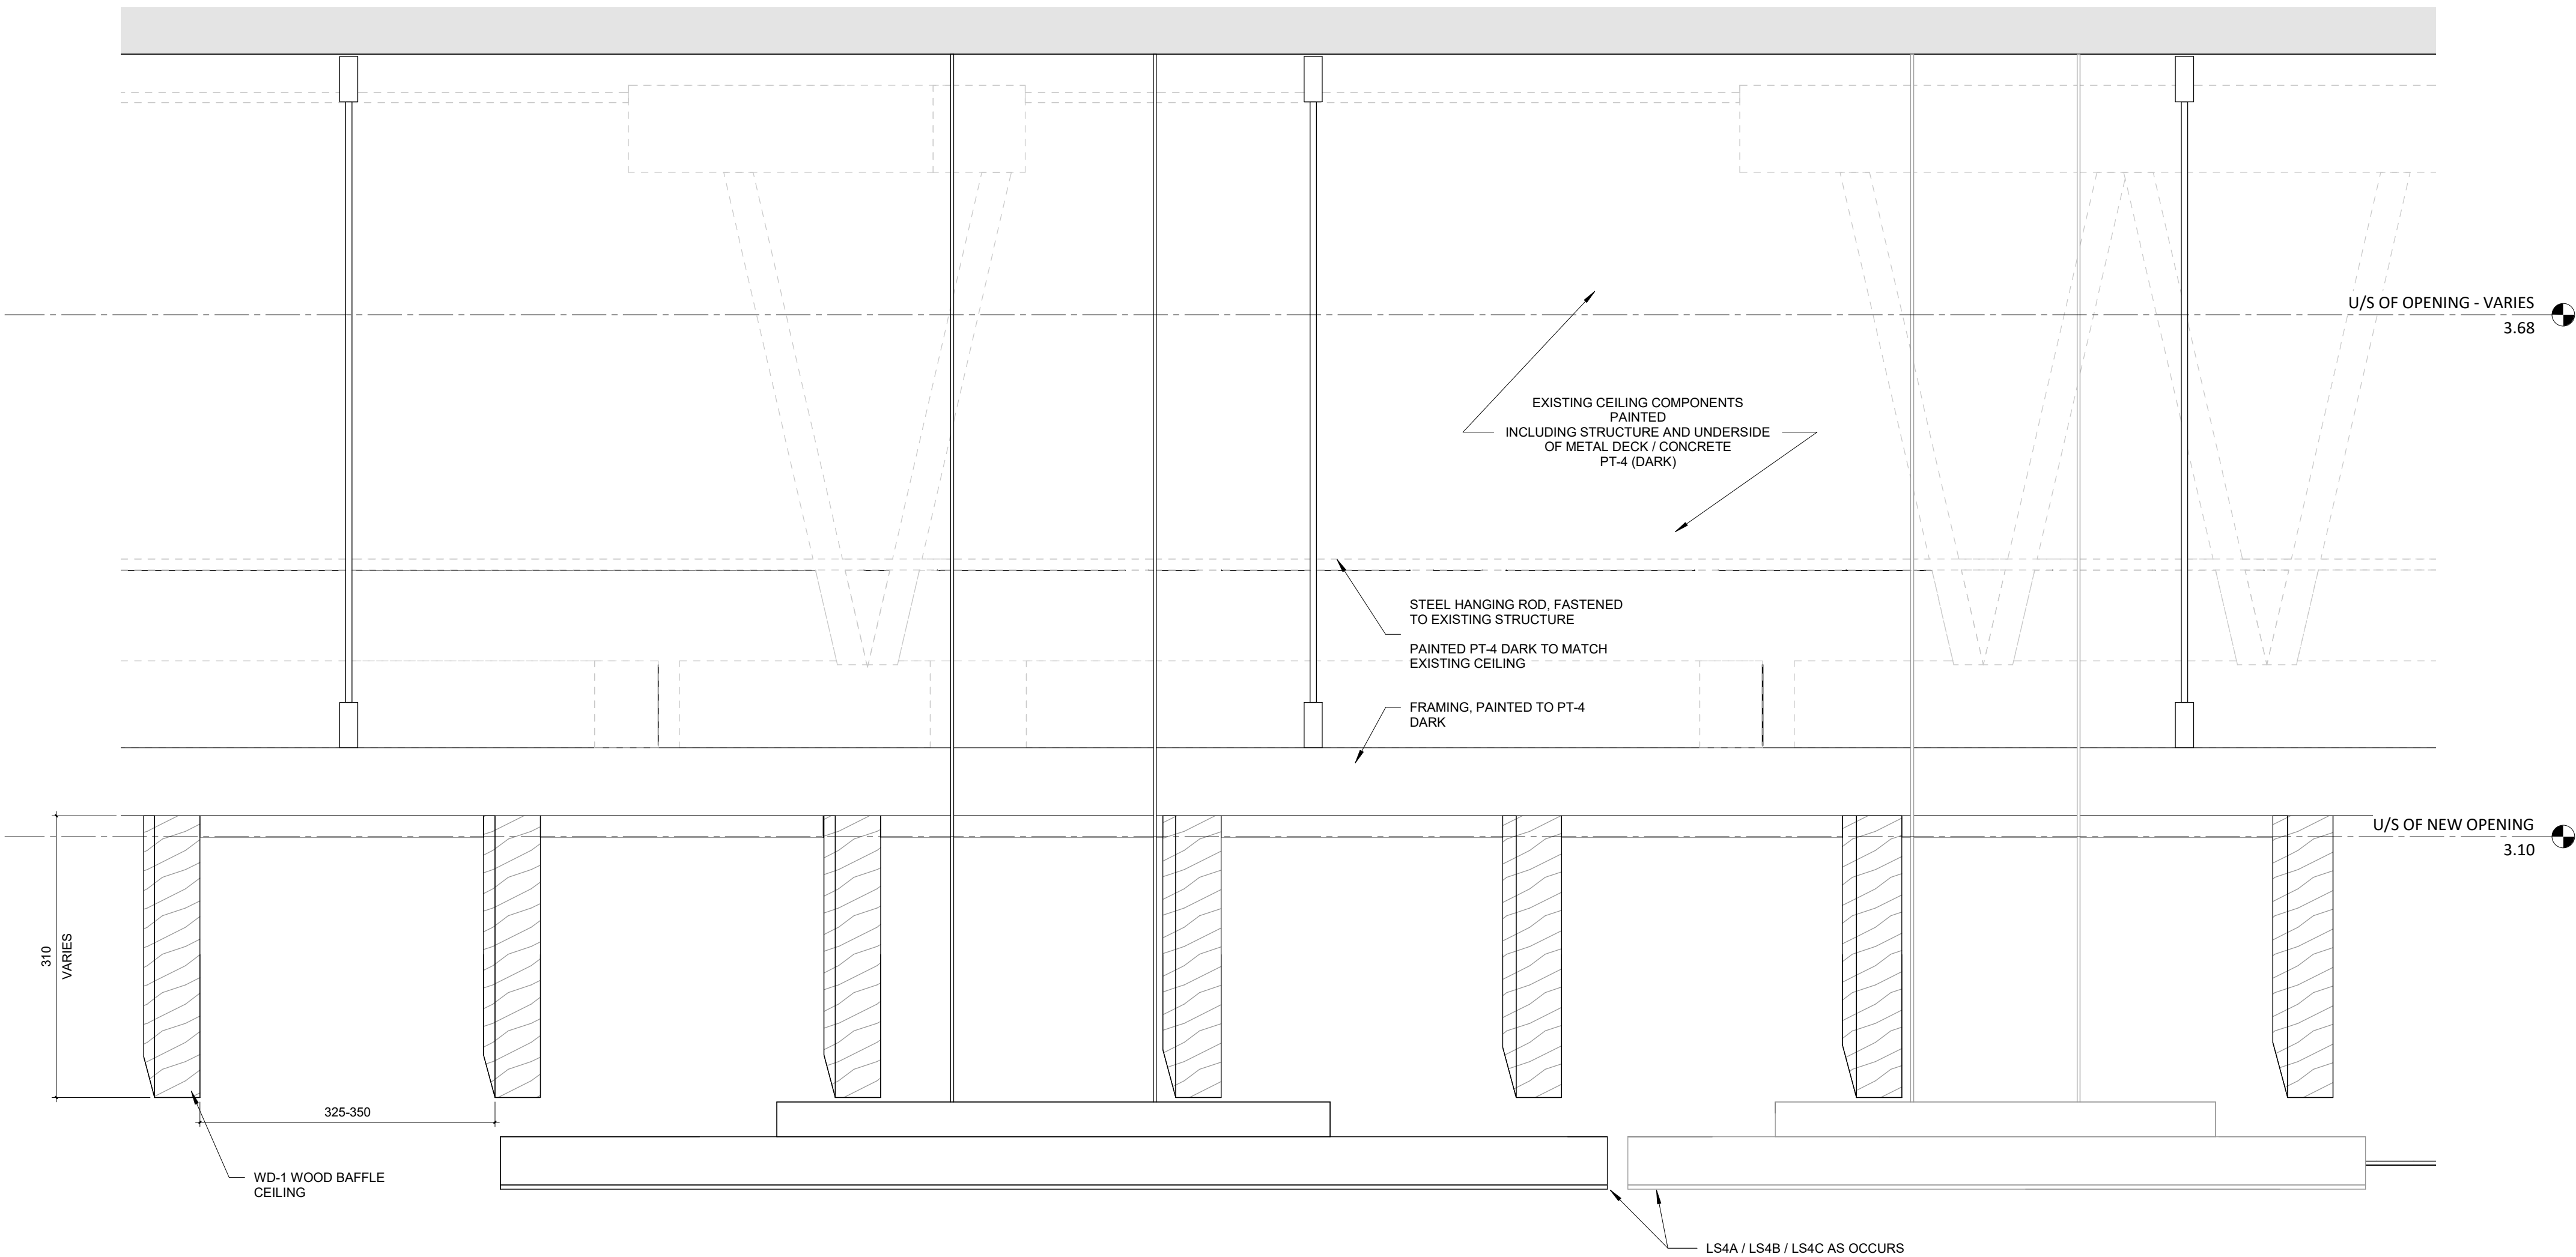 U/S OF OPENING - VARIES
3.68
EXISTING CEILING COMPONENTS
PAINTED
INCLUDING STRUCTURE AND UNDERSIDE
OF METAL DECK / CONCRETE
PT-4 (DARK)
STEEL HANGING ROD, FASTENED
TO EXISTING STRUCTURE
PAINTED PT-4 DARK TO MATCH
EXISTING CEILING
FRAMING, PAINTED TO PT-4
DARK
U/S OF NEW OPENING
3.10
310
VARIES
325-350
WD-1 WOOD BAFFLE
CEILING
LS4A / LS4B / LS4C AS OCCURS